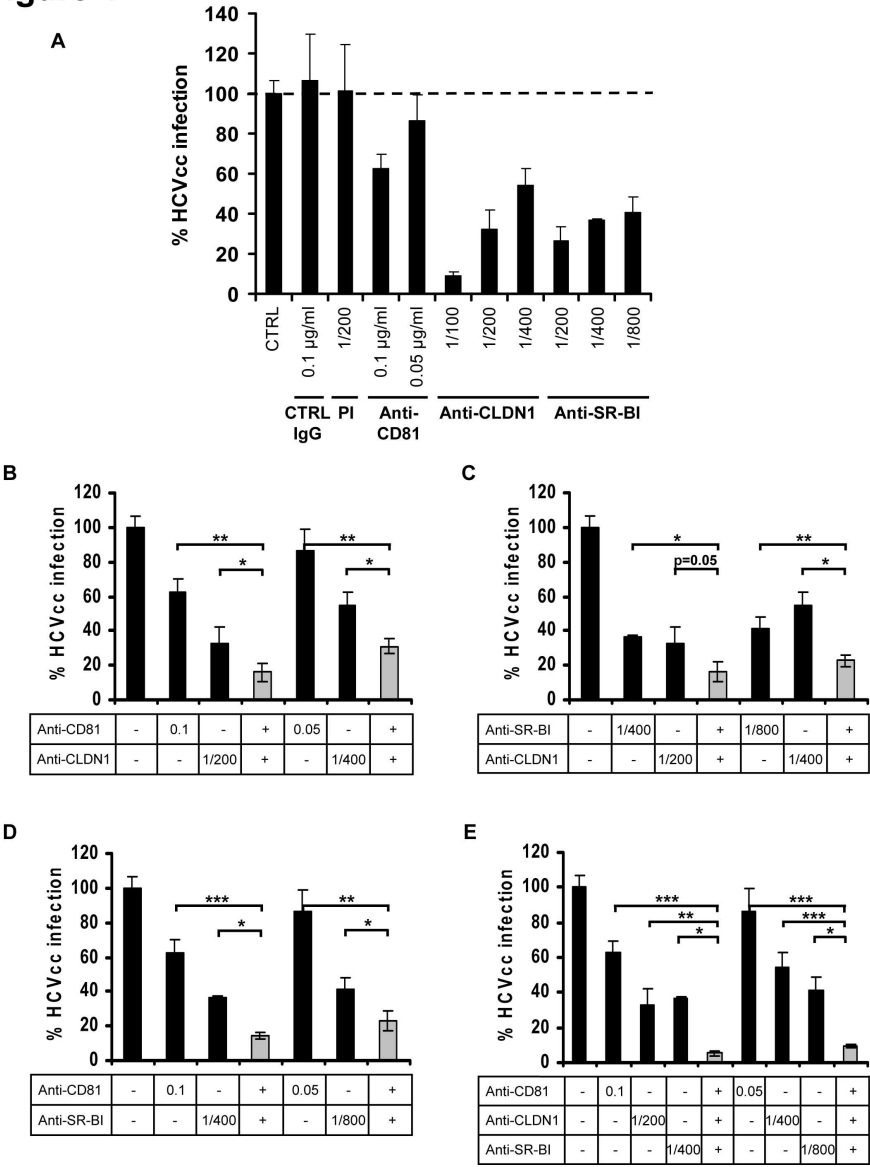 A
% HCVcc infection
140
120
100
80
60
40
20
0
CTRL
0.1 µg/ml
1/200
0.1 µg/ml
0.05 µg/ml
1/100
1/200
1/400
1/200
1/400
1/800
CTRL IgG
PI
Anti-CD81
Anti-CLDN1
Anti-SR-BI
B
% HCVcc infection
120
100
80
60
40
20
0
** * ** *
Anti-CD81 - 0.1 - + 0.05 - +
Anti-CLDN1 - - 1/200 + - 1/400 +
C
% HCVcc infection
120
100
80
60
40
20
0
* p=0.05 ** *
Anti-SR-BI - 1/400 - + 1/800 - +
Anti-CLDN1 - - 1/200 + - 1/400 +
D
% HCVcc infection
120
100
80
60
40
20
0
*** * ** *
Anti-CD81 - 0.1 - + 0.05 - +
Anti-SR-BI - - 1/400 + - 1/800 +
E
% HCVcc infection
120
100
80
60
40
20
0
*** ** * *** *** *
Anti-CD81 - 0.1 - - + 0.05 - - +
Anti-CLDN1 - - 1/200 - + - 1/400 - +
Anti-SR-BI - - - 1/400 + - - 1/800 +